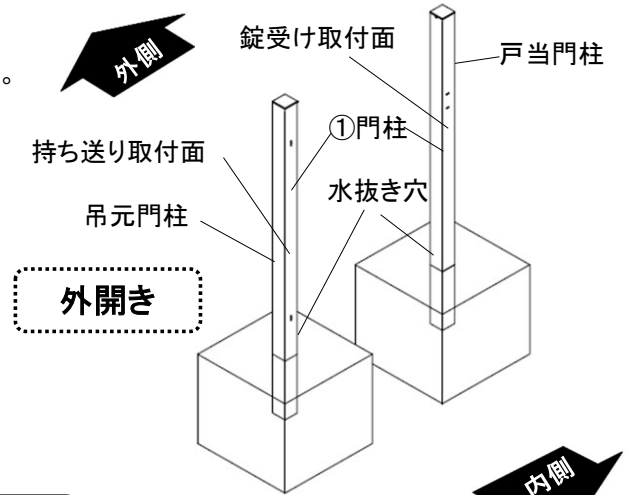 外側
。
錠受け取付面
戸当門柱
①門柱
持ち送り取付面
水抜き穴
吊元門柱
外開き
内側